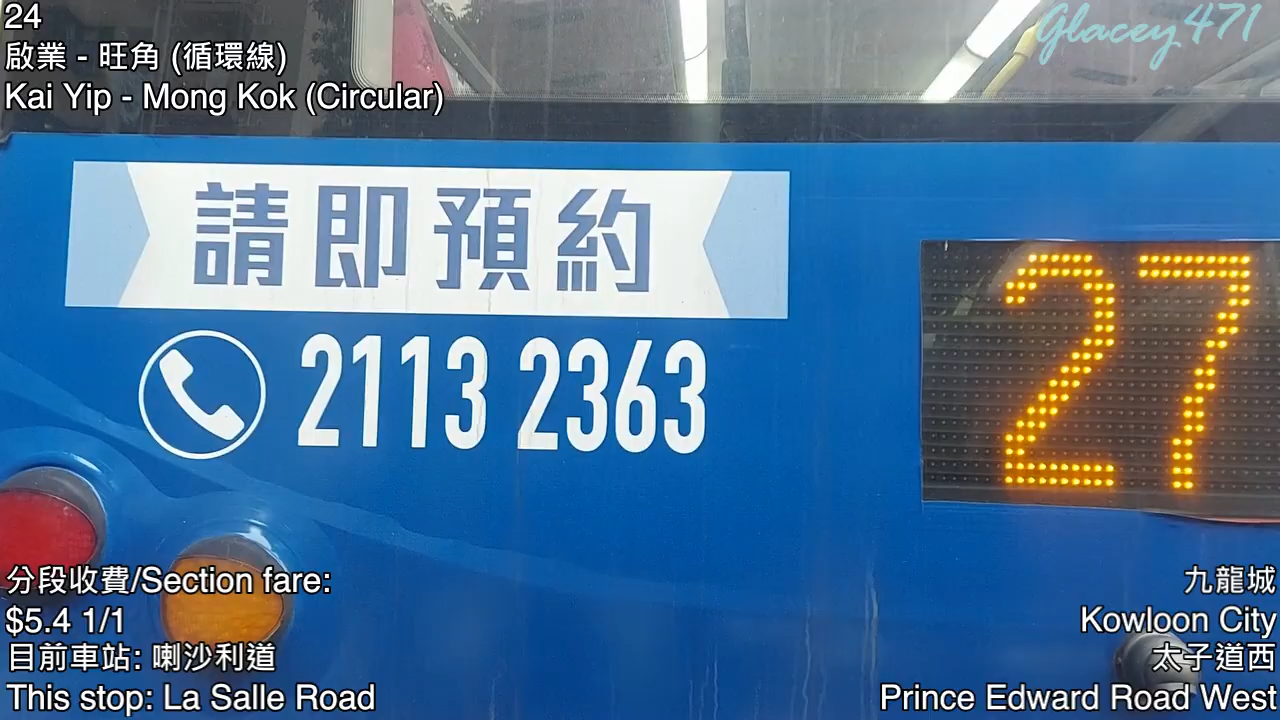 24
啟業 - 旺角 (循環線)
Kai Yip - Mong Kok (Circular)
Glacey471
請即預約
2113 2363
27
分段收費/Section fare:
$5.4 1/1
目前車站: 喇沙利道
This stop: La Salle Road
九龍城
Kowloon City
太子道西
Prince Edward Road West